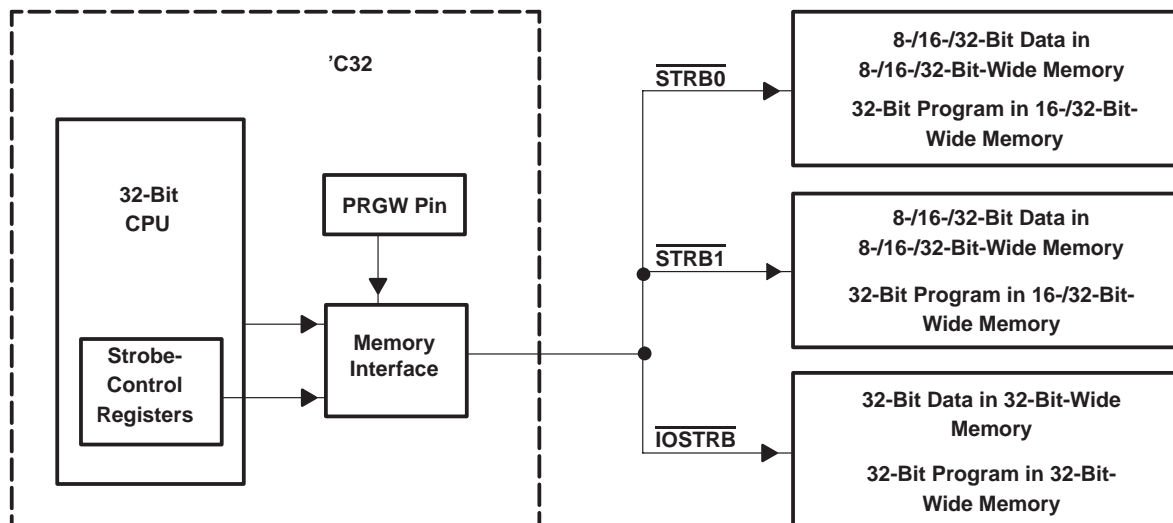 ’C32
32-Bit
CPU
Strobe-
Control
Registers
PRGW Pin
Memory
Interface
STRB0
8-/16-/32-Bit Data in
8-/16-/32-Bit-Wide Memory
32-Bit Program in 16-/32-Bit-
Wide Memory
STRB1
8-/16-/32-Bit Data in
8-/16-/32-Bit-Wide Memory
32-Bit Program in 16-/32-Bit-
Wide Memory
IOSTRB
32-Bit Data in 32-Bit-Wide
Memory
32-Bit Program in 32-Bit-
Wide Memory